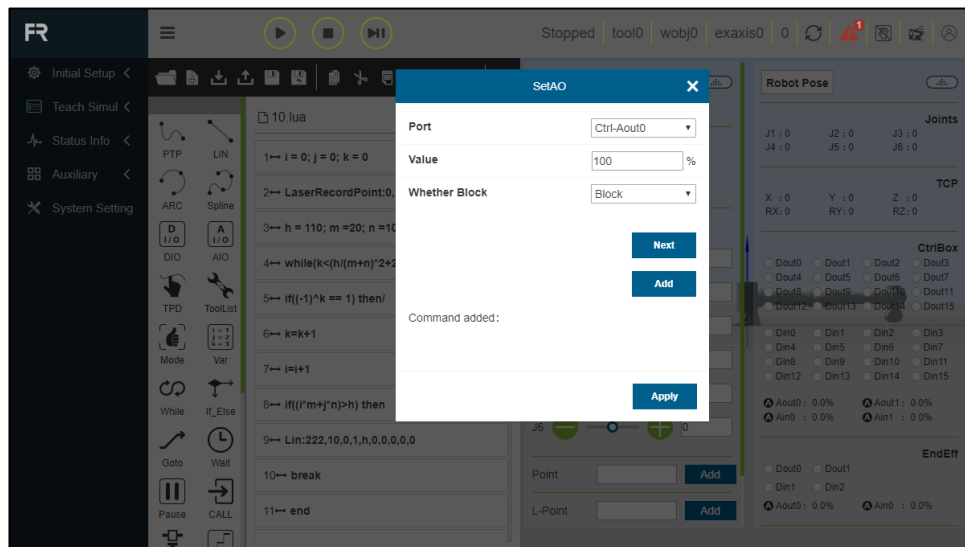 FR
Stopped tool0 wobj0 exaxis0 0 1
Initial Setup
Teach Simul
Status Info
Auxiliary
System Setting
PTP LIN
ARC Spline
D I/O A I/O
DIO AIO
TPD ToolList
Mode Var
While If_Else
Goto Wait
Pause CALL
10.lua
1 i = 0; j = 0; k = 0
2 LaserRecordPoint:0,
3 h = 110; m =20; n =10
4 while(k<(h/(m+n)*2+2
5 if((-1)^k == 1) then/
6 k=k+1
7 i=i+1
8 if((i*m+j*n)>h) then
9 Lin:222,10,0,1,h,0,0,0,0,0
10 break
11 end
SetAO
Port Ctrl-Aout0
Value 100 %
Whether Block Block
Next
Add
Command added:
Apply
J6 0
Point Add
L-Point Add
Robot Pose
Joints
J1 : 0 J2 : 0 J3 : 0
J4 : 0 J5 : 0 J6 : 0
TCP
X : 0 Y : 0 Z : 0
RX: 0 RY: 0 RZ: 0
CtrlBox
Dout0 Dout1 Dout2 Dout3
Dout4 Dout5 Dout6 Dout7
Dout8 Dout9 Dout10 Dout11
Dout12 Dout13 Dout14 Dout15
Din0 Din1 Din2 Din3
Din4 Din5 Din6 Din7
Din8 Din9 Din10 Din11
Din12 Din13 Din14 Din15
A Aout0 : 0.0% A Aout1 : 0.0%
A Ain0 : 0.0% A Ain1 : 0.0%
EndEff
Dout0 Dout1
Din1 Din2
A Aout0 : 0.0% A Ain0 : 0.0%